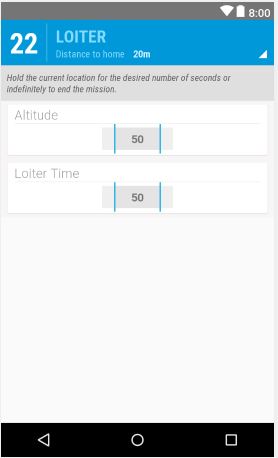 8:00
22
LOITER
Distance to home 20m
Hold the current location for the desired number of seconds or
indefinitely to end the mission.
Altitude
50
Loiter Time
50